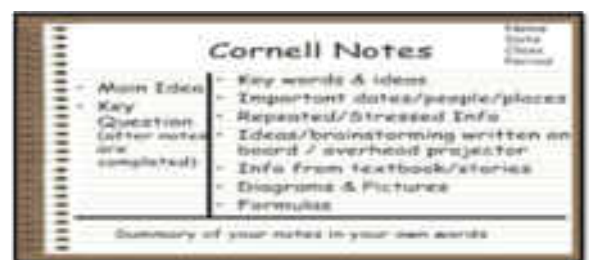 Name
Date
Class
Period
Cornell Notes
- Main Idea
- Key
Question
(after notes
are
completed)
- Key words & ideas
- Important dates/people/places
- Repeated/Stressed Info
- Ideas/brainstorming written on
board / overhead projector
- Info from textbook/stories
- Diagrams & Pictures
- Formulas
Summary of your notes in your own words